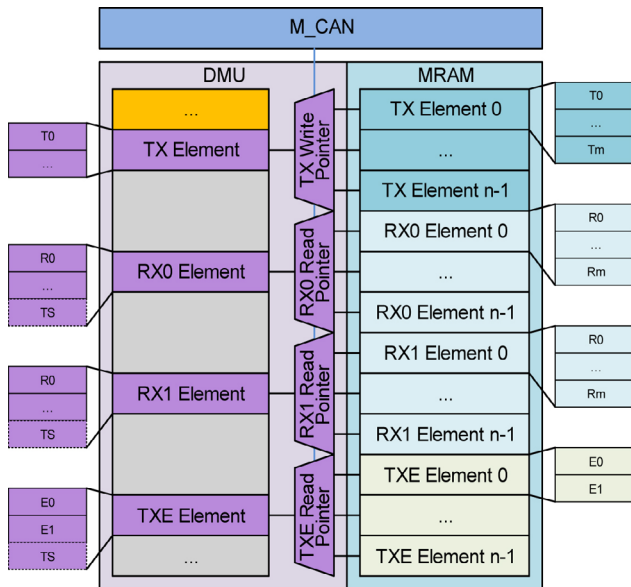 M_CAN
DMU
MRAM
...
TX Element
T0
...
RX0 Element
R0
...
TS
RX1 Element
R0
...
TS
TXE Element
E0
E1
TS
...
TX Write
Pointer
RX0 Read
Pointer
RX1 Read
Pointer
TXE Read
Pointer
TX Element 0
...
TX Element n-1
RX0 Element 0
...
RX0 Element n-1
RX1 Element 0
...
RX1 Element n-1
TXE Element 0
...
TXE Element n-1
T0
...
Tm
R0
...
Rm
R0
...
Rm
E0
E1